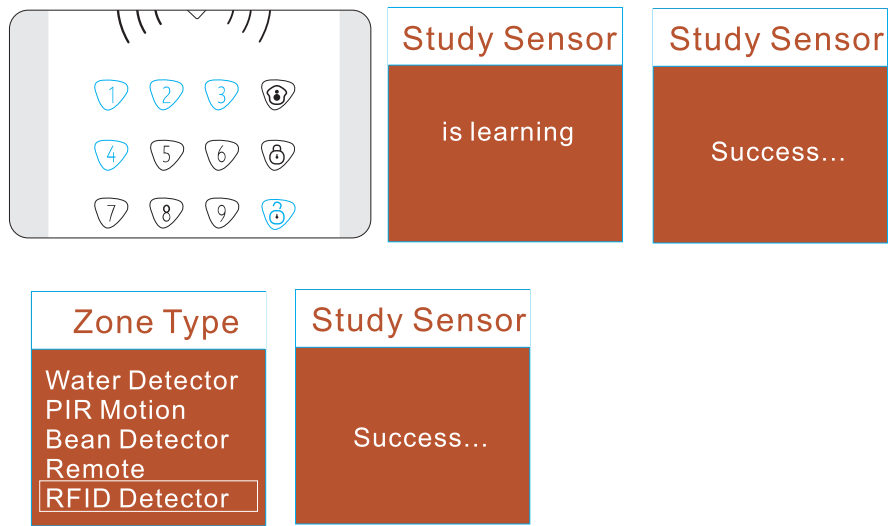 1 2 3
4 5 6
7 8 9
Study Sensor
is learning
Study Sensor
Success...
Zone Type
Water Detector
PIR Motion
Bean Detector
Remote
RFID Detector
Study Sensor
Success...